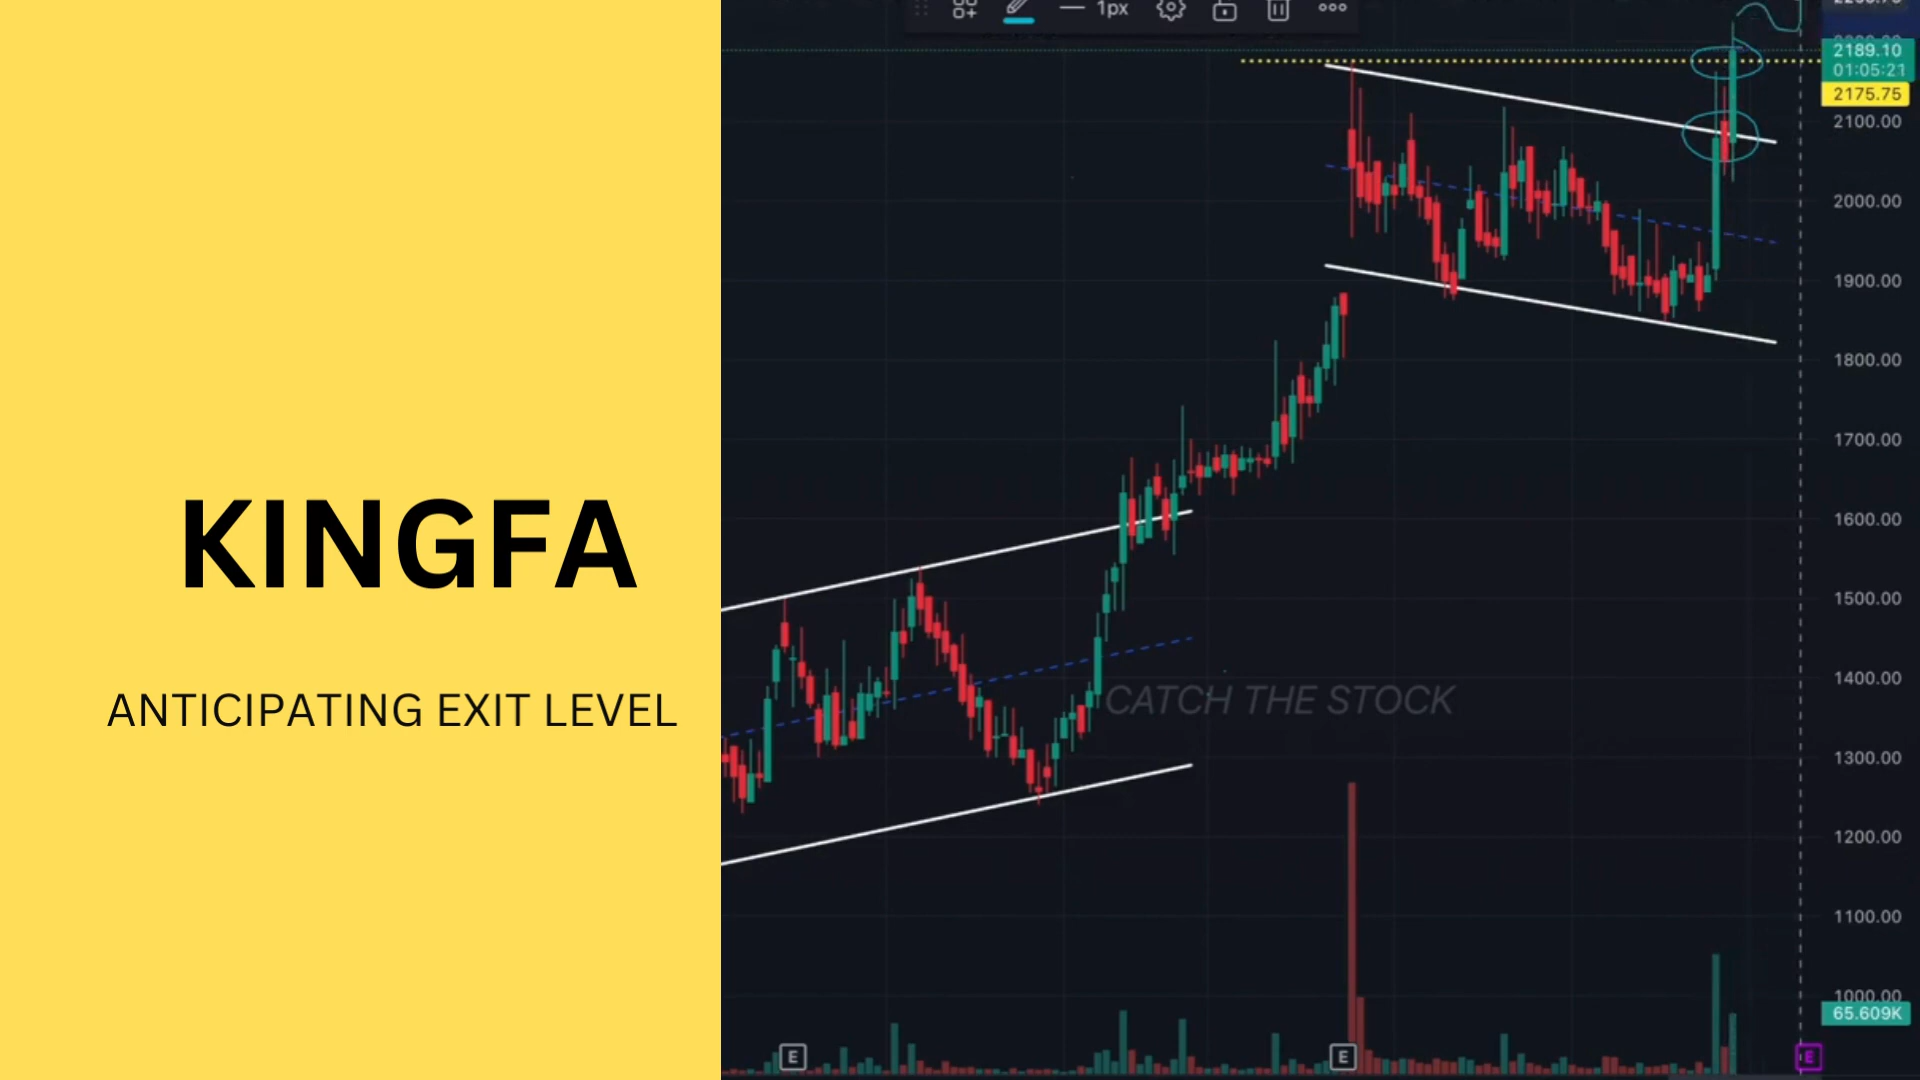 1px
2189.10
01:05:21
2175.75
2100.00
2000.00
1900.00
1800.00
1700.00
1600.00
1500.00
1400.00
1300.00
1200.00
1100.00
1000.00
65.609K
KINGFA
ANTICIPATING EXIT LEVEL
CATCH THE STOCK
E
E
E